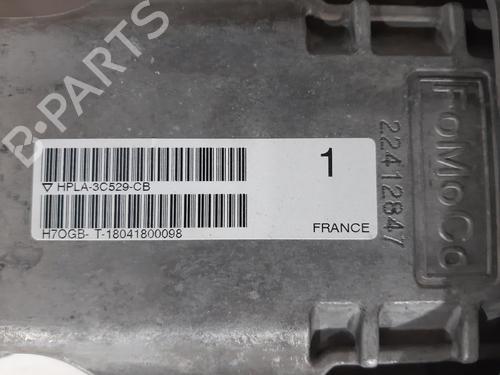 B-PARTS
1
HPLA-3C529-CB
H7OGB- T-18041800098
FRANCE
22412847
FoMoCo